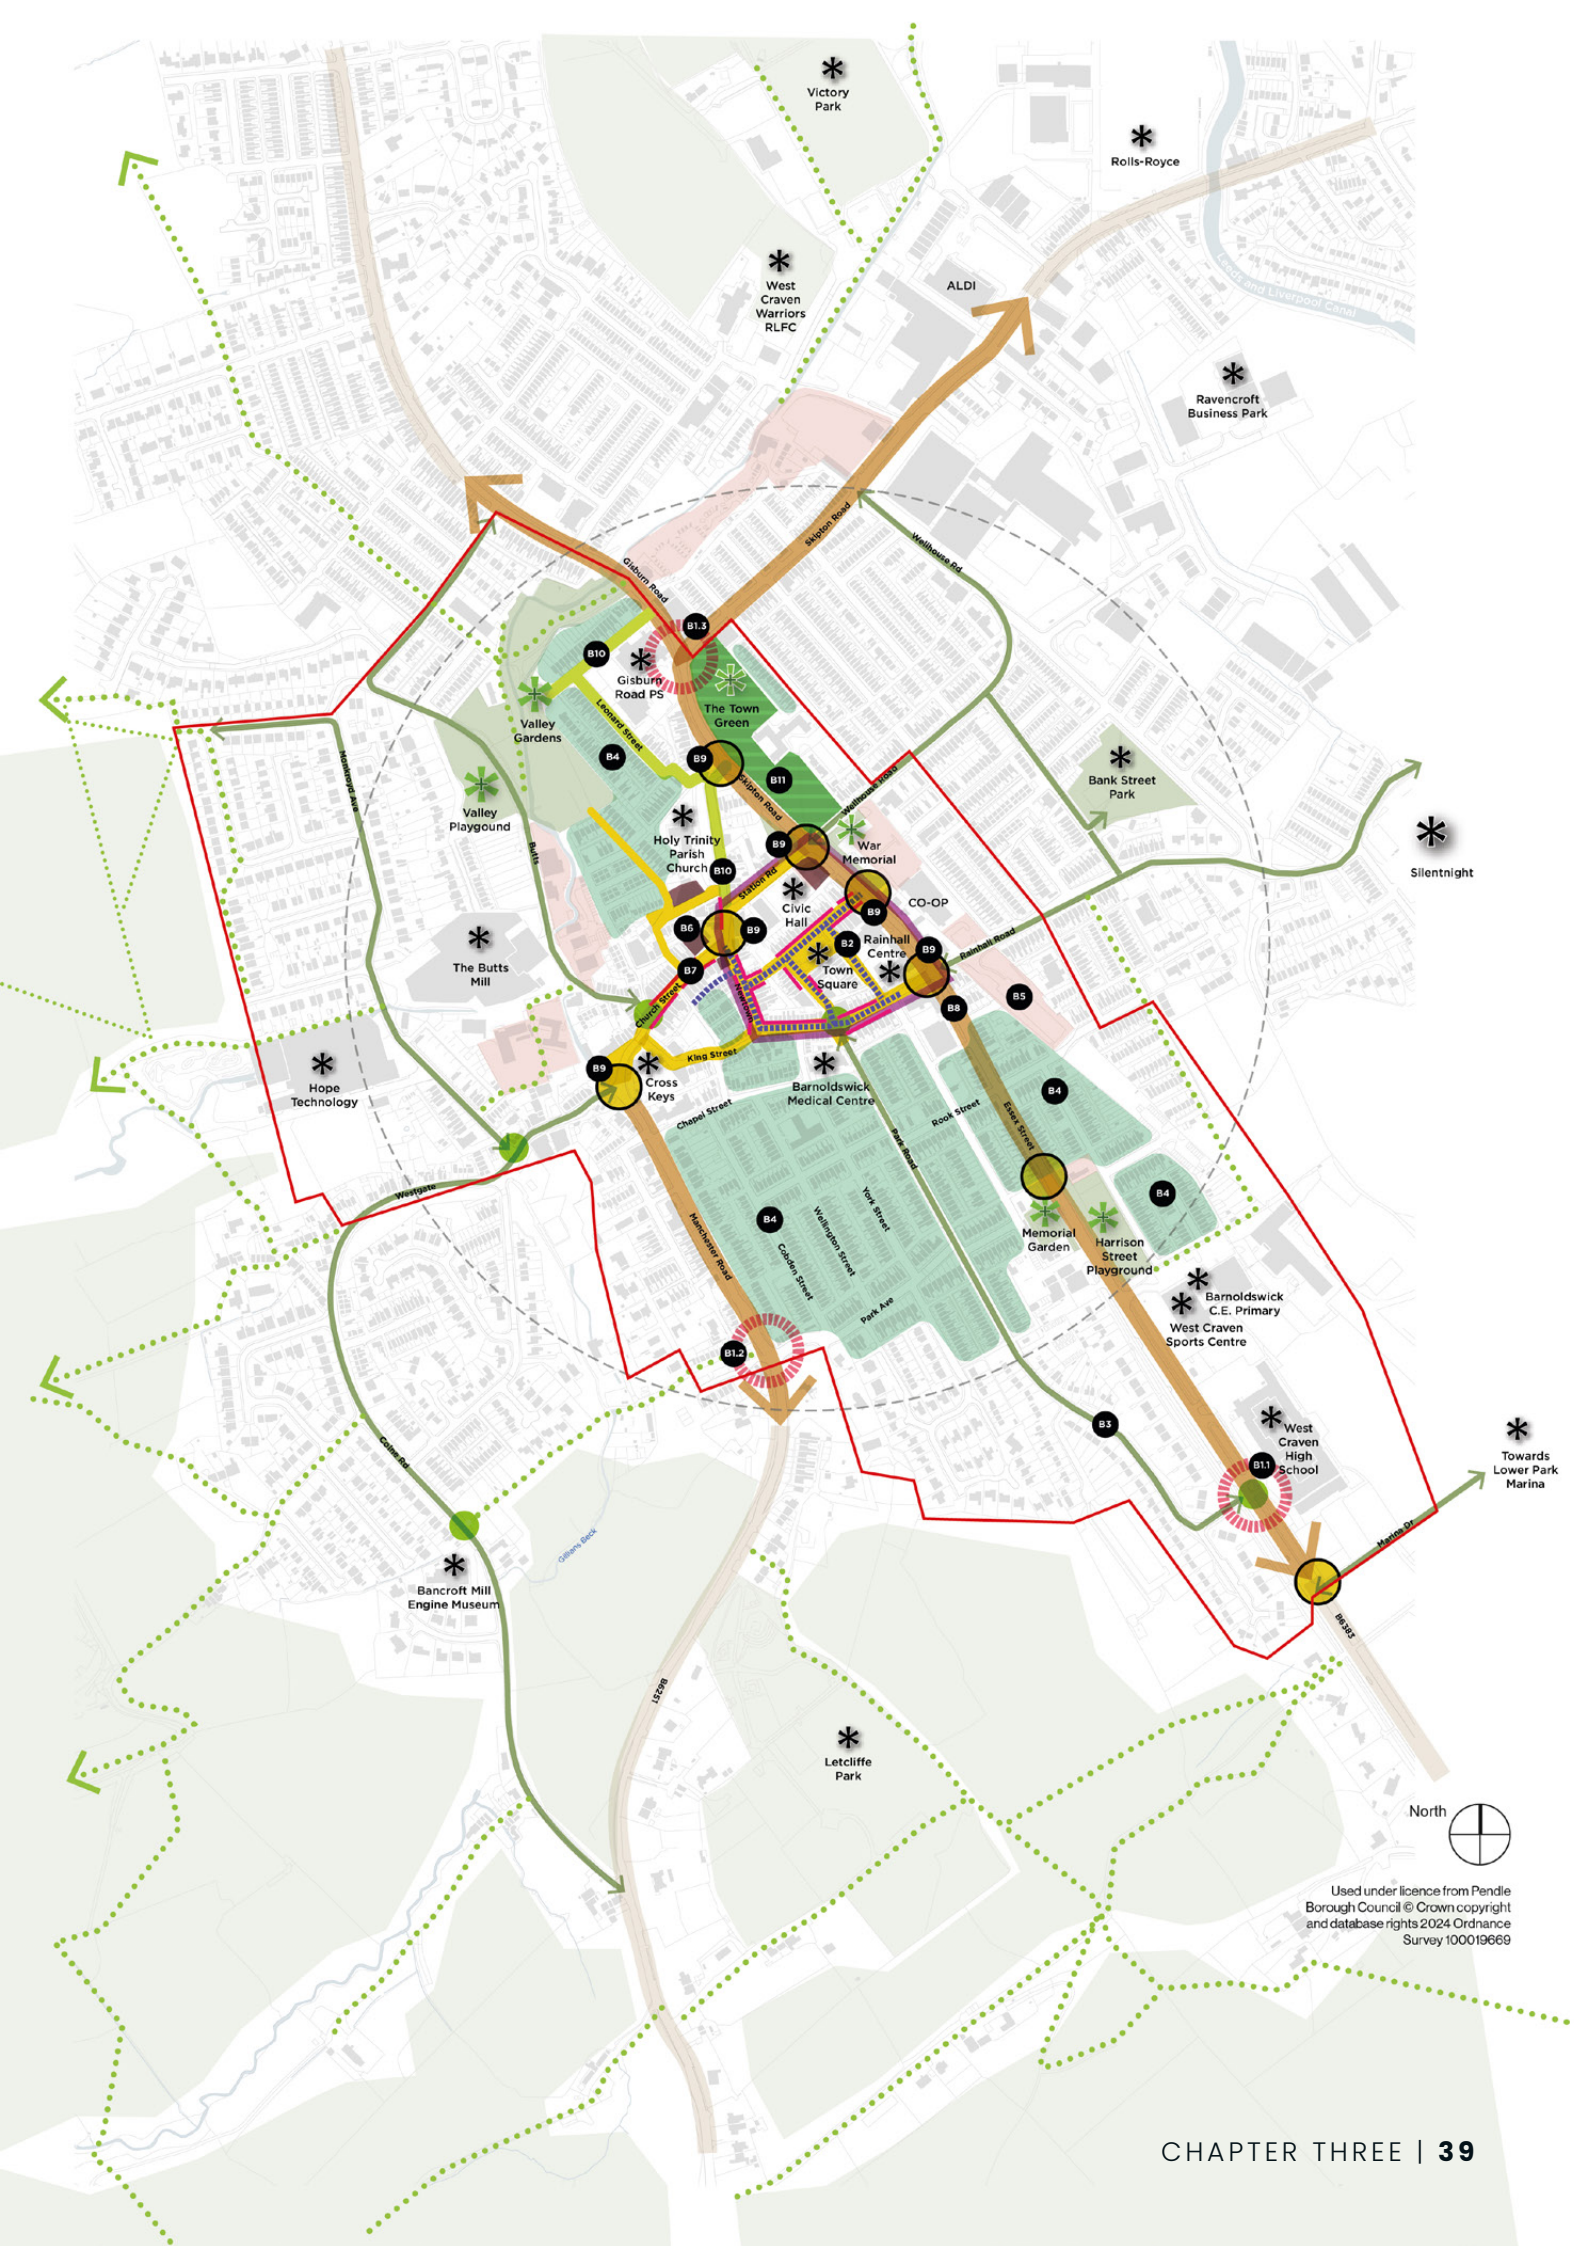 Victory
Park
Rolls-Royce
West
Craven
Warriors
RLFC
ALDI
Leeds and Liverpool Canal
Ravencroft
Business Park
Skipton Road
Wellhouse Rd
Gisburn Road
B1.3
B10
Gisburn
Road PS
The Town
Green
Valley
Gardens
Leonard Street
B4
B9
B11
Skipton Road
Wellhouse Road
Bank Street
Park
Monkroyd Ave
Valley
Playgound
Butts
Holy Trinity
Parish
Church
B10
B9
War
Memorial
Silentnight
Station Rd
Civic
Hall
CO-OP
B9
B6
B9
B2
Rainhall
Centre
B9
Rainhall Road
The Butts
Mill
B7
Town
Square
Newtown
Church Street
B8
B5
King Street
Hope
Technology
B9
Cross
Keys
Barnoldswick
Medical Centre
B4
Chapel Street
Rook Street
Essex Street
Park Road
Westgate
B4
B4
Manchester Road
York Street
Wellington Street
Cobden Street
Park Ave
Memorial
Garden
Harrison
Street
Playground
Barnoldswick
C.E. Primary
West Craven
Sports Centre
B1.2
B3
Colne Rd
West
Craven
High
School
B1.1
Towards
Lower Park
Marina
Marina Dr
Gillians Beck
Bancroft Mill
Engine Museum
B6383
B6251
Letcliffe
Park
North
Used under licence from Pendle
Borough Council © Crown copyright
and database rights 2024 Ordnance
Survey 100019669
CHAPTER THREE | 39